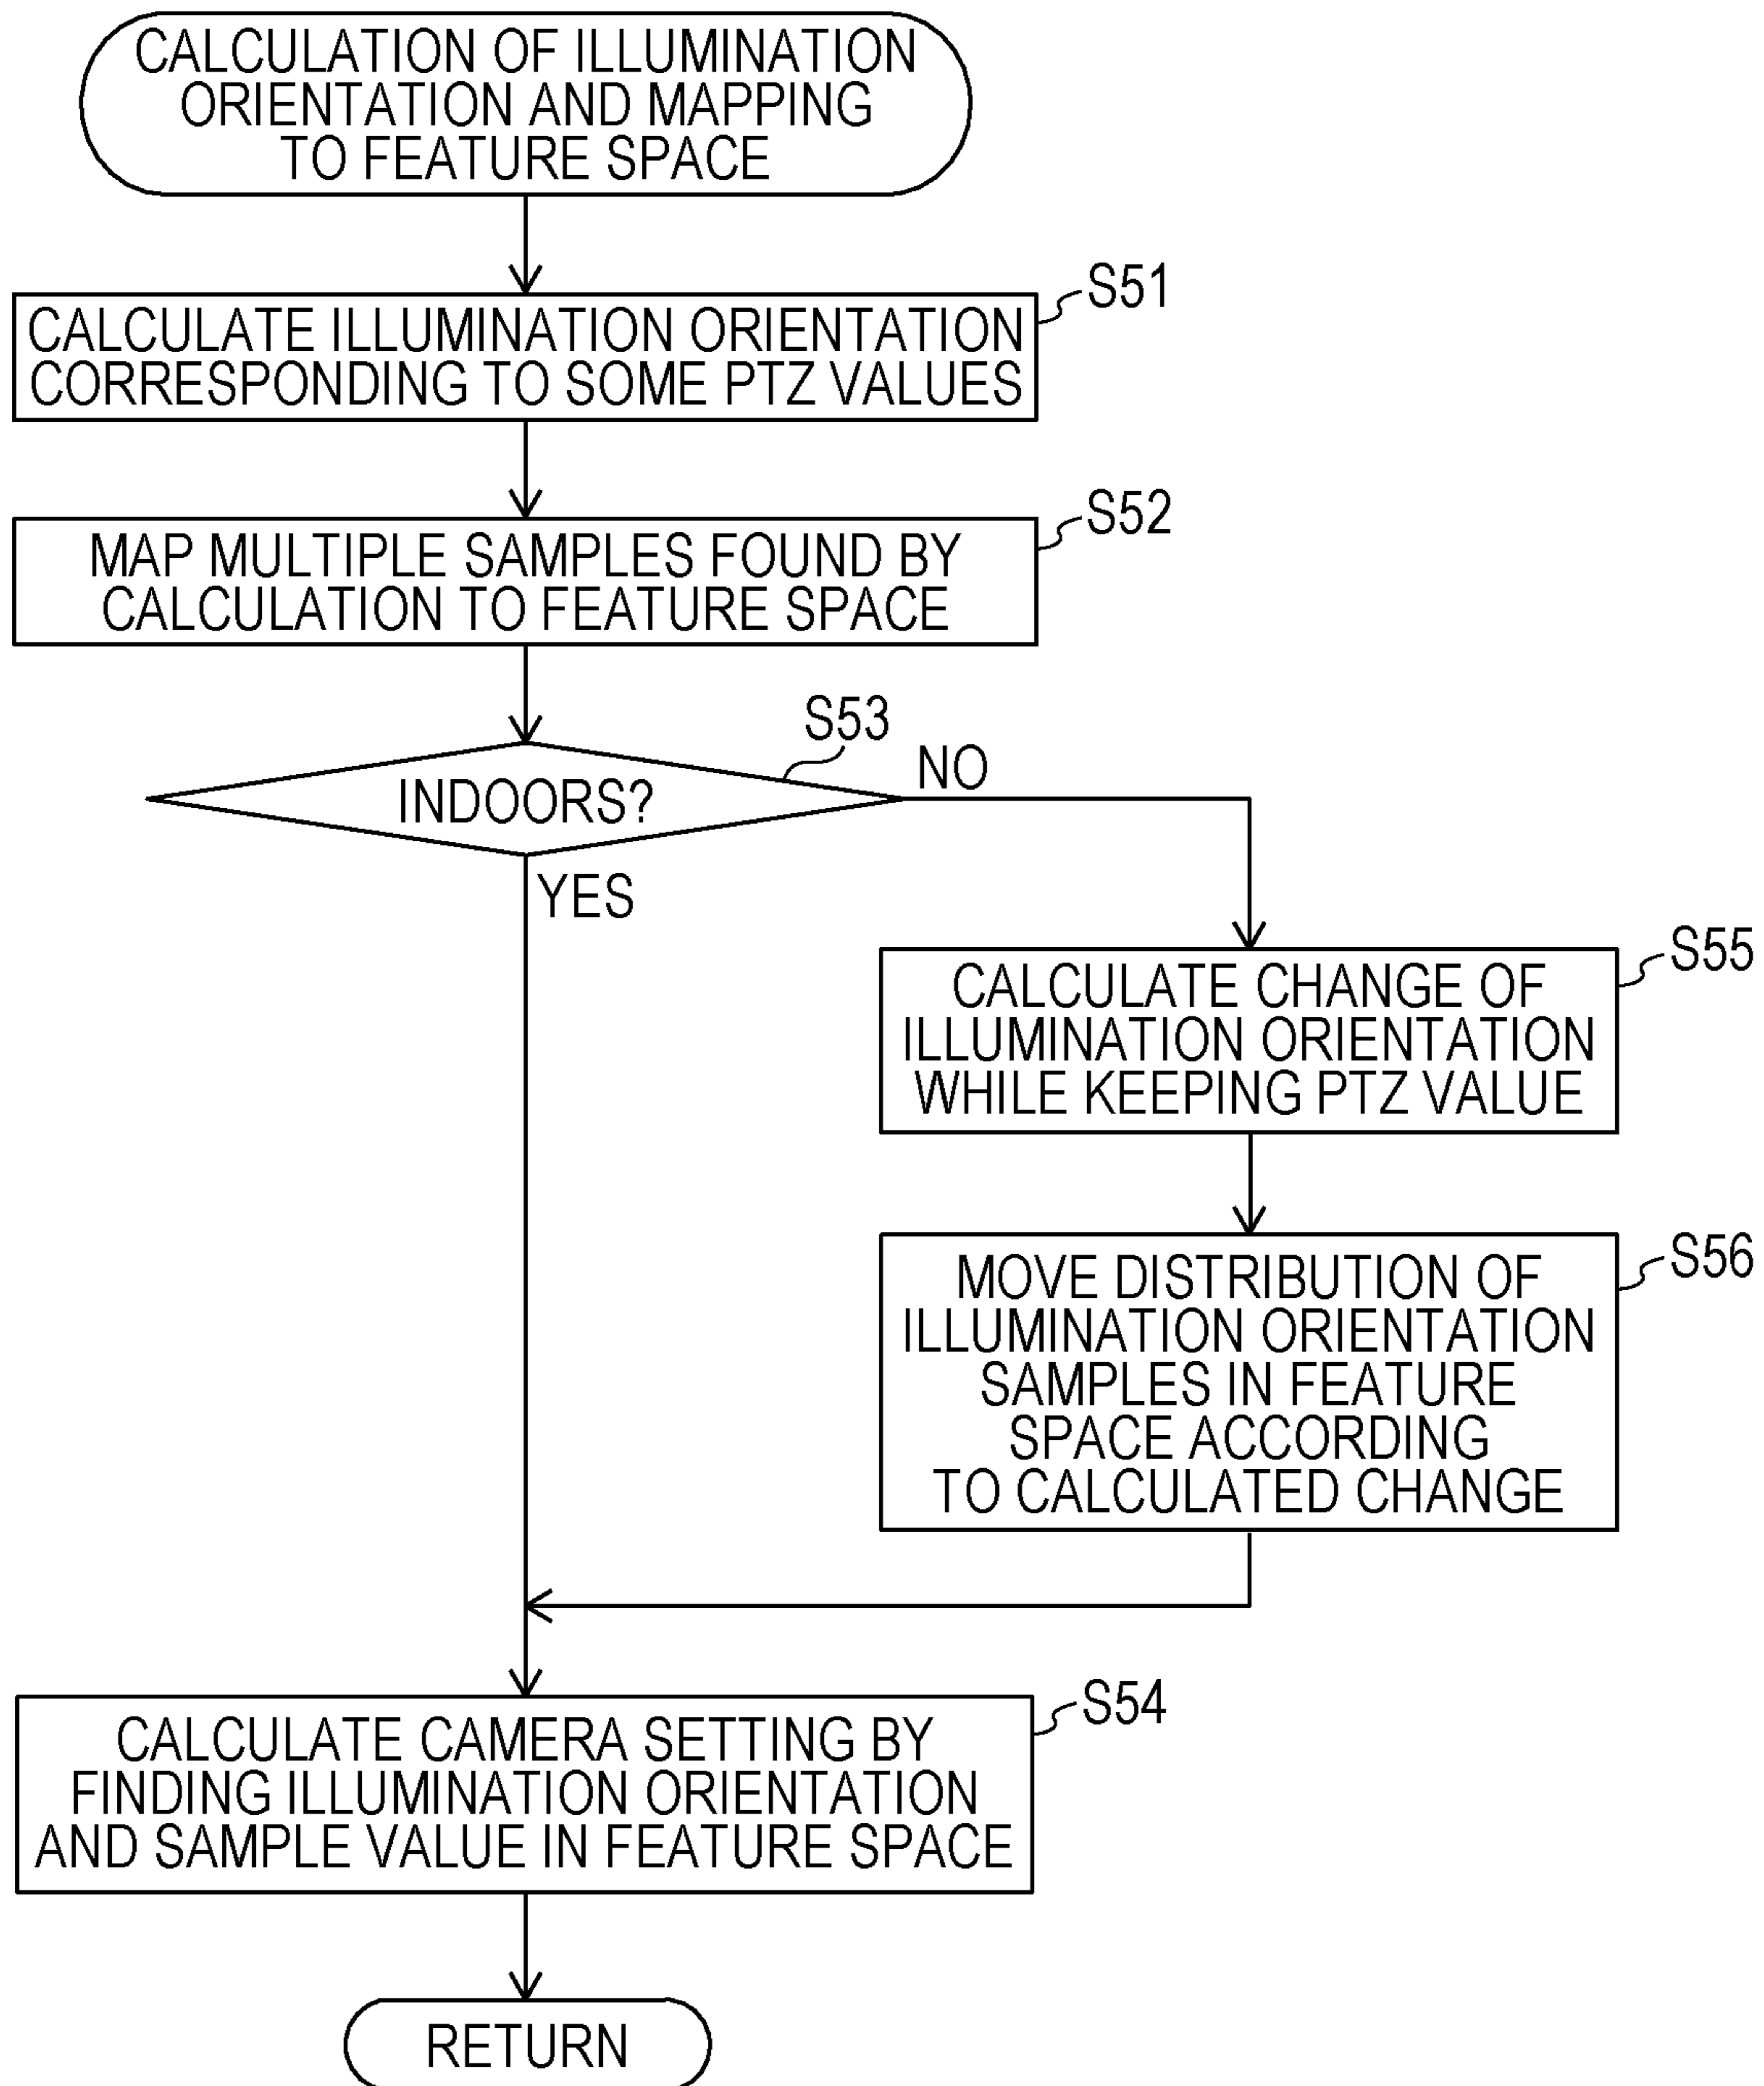 CALCULATION OF ILLUMINATION
ORIENTATION AND MAPPING
TO FEATURE SPACE
S51
CALCULATE ILLUMINATION ORIENTATION
CORRESPONDING TO SOME PTZ VALUES
S52
MAP MULTIPLE SAMPLES FOUND BY
CALCULATION TO FEATURE SPACE
S53
INDOORS?
NO
YES
S55
CALCULATE CHANGE OF
ILLUMINATION ORIENTATION
WHILE KEEPING PTZ VALUE
S56
MOVE DISTRIBUTION OF
ILLUMINATION ORIENTATION
SAMPLES IN FEATURE
SPACE ACCORDING
TO CALCULATED CHANGE
S54
CALCULATE CAMERA SETTING BY
FINDING ILLUMINATION ORIENTATION
AND SAMPLE VALUE IN FEATURE SPACE
RETURN